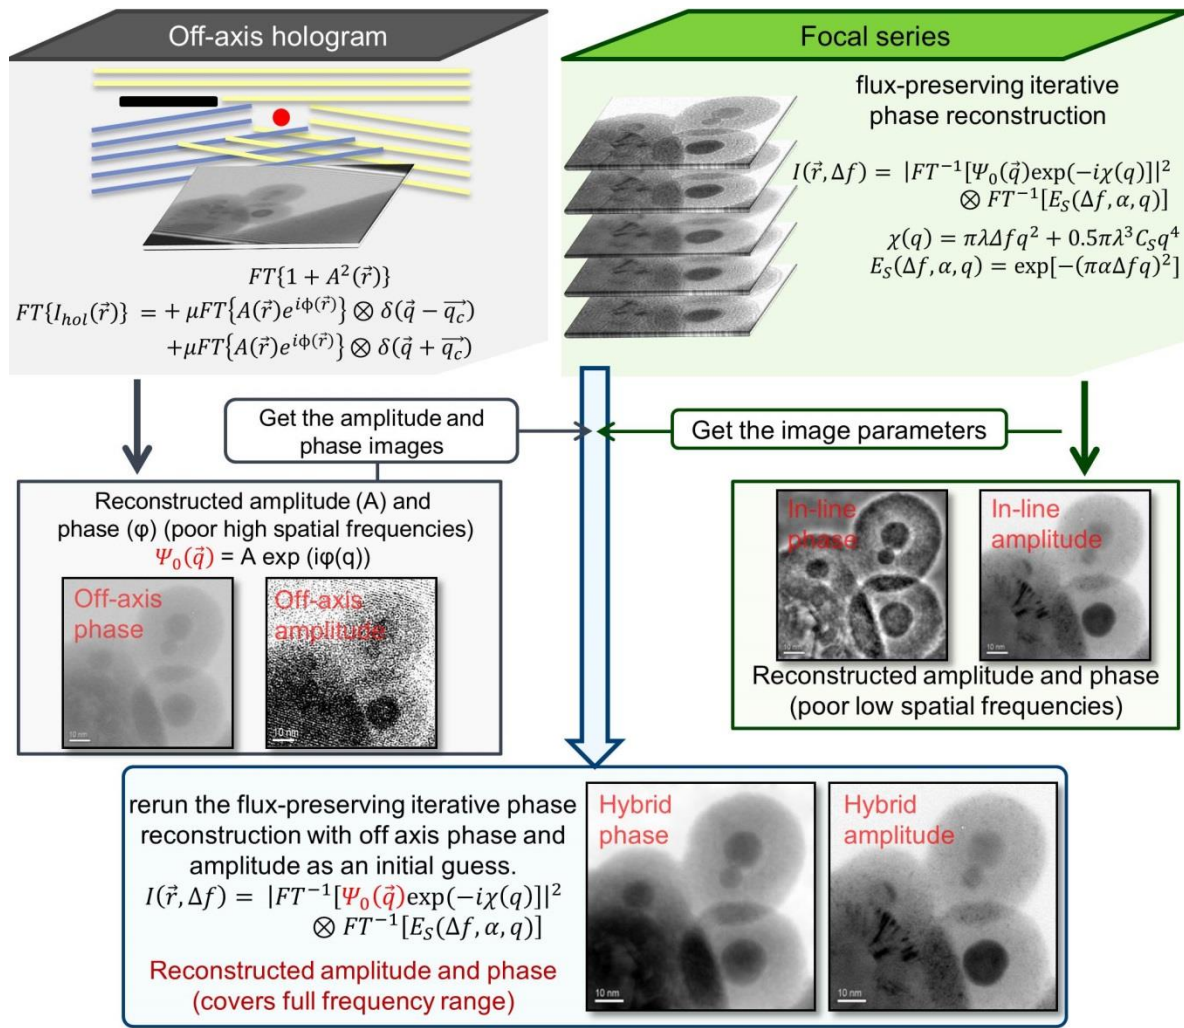 Off-axis hologram
FT{1 + A²(r⃗)}
FT{I_hol(r⃗)} = + μFT{A(r⃗)e^{iϕ(r⃗)}} ⊗ δ(q⃗ − q_c⃗)
+μFT{A(r⃗)e^{iϕ(r⃗)}} ⊗ δ(q⃗ + q_c⃗)
Focal series
flux-preserving iterative
phase reconstruction
I(r⃗, Δf) = |FT⁻¹[Ψ₀(q⃗)exp(−iχ(q)]|²
⊗ FT⁻¹[E_S(Δf, α, q)]
χ(q) = πλΔfq² + 0.5πλ³C_Sq⁴
E_S(Δf, α, q) = exp[−(παΔfq)²]
Get the amplitude and
phase images
Get the image parameters
Reconstructed amplitude (A) and
phase (φ) (poor high spatial frequencies)
Ψ₀(q⃗) = A exp (iφ(q))
Off-axis
phase
10 nm
Off-axis
amplitude
10 nm
In-line
phase
10 nm
In-line
amplitude
10 nm
Reconstructed amplitude and phase
(poor low spatial frequencies)
rerun the flux-preserving iterative phase
reconstruction with off axis phase and
amplitude as an initial guess.
I(r⃗, Δf) = |FT⁻¹[Ψ₀(q⃗)exp(−iχ(q)]|²
⊗ FT⁻¹[E_S(Δf, α, q)]
Reconstructed amplitude and phase
(covers full frequency range)
Hybrid
phase
10 nm
Hybrid
amplitude
10 nm